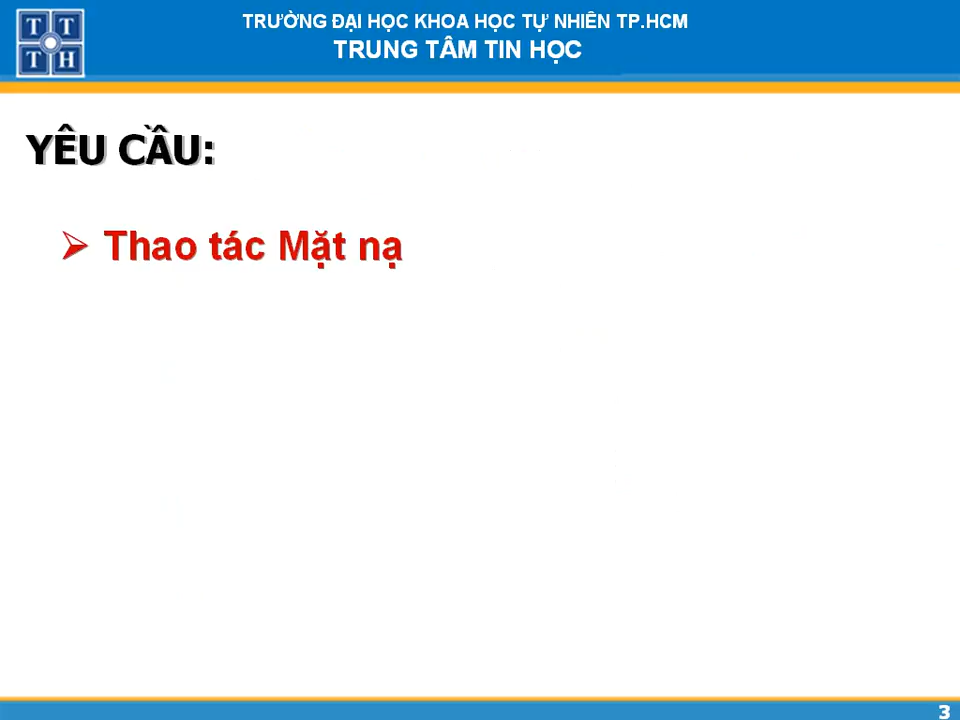 T T
T H
TRƯỜNG ĐẠI HỌC KHOA HỌC TỰ NHIÊN TP.HCM
TRUNG TÂM TIN HỌC
YÊU CẦU:
Thao tác Mặt nạ
3